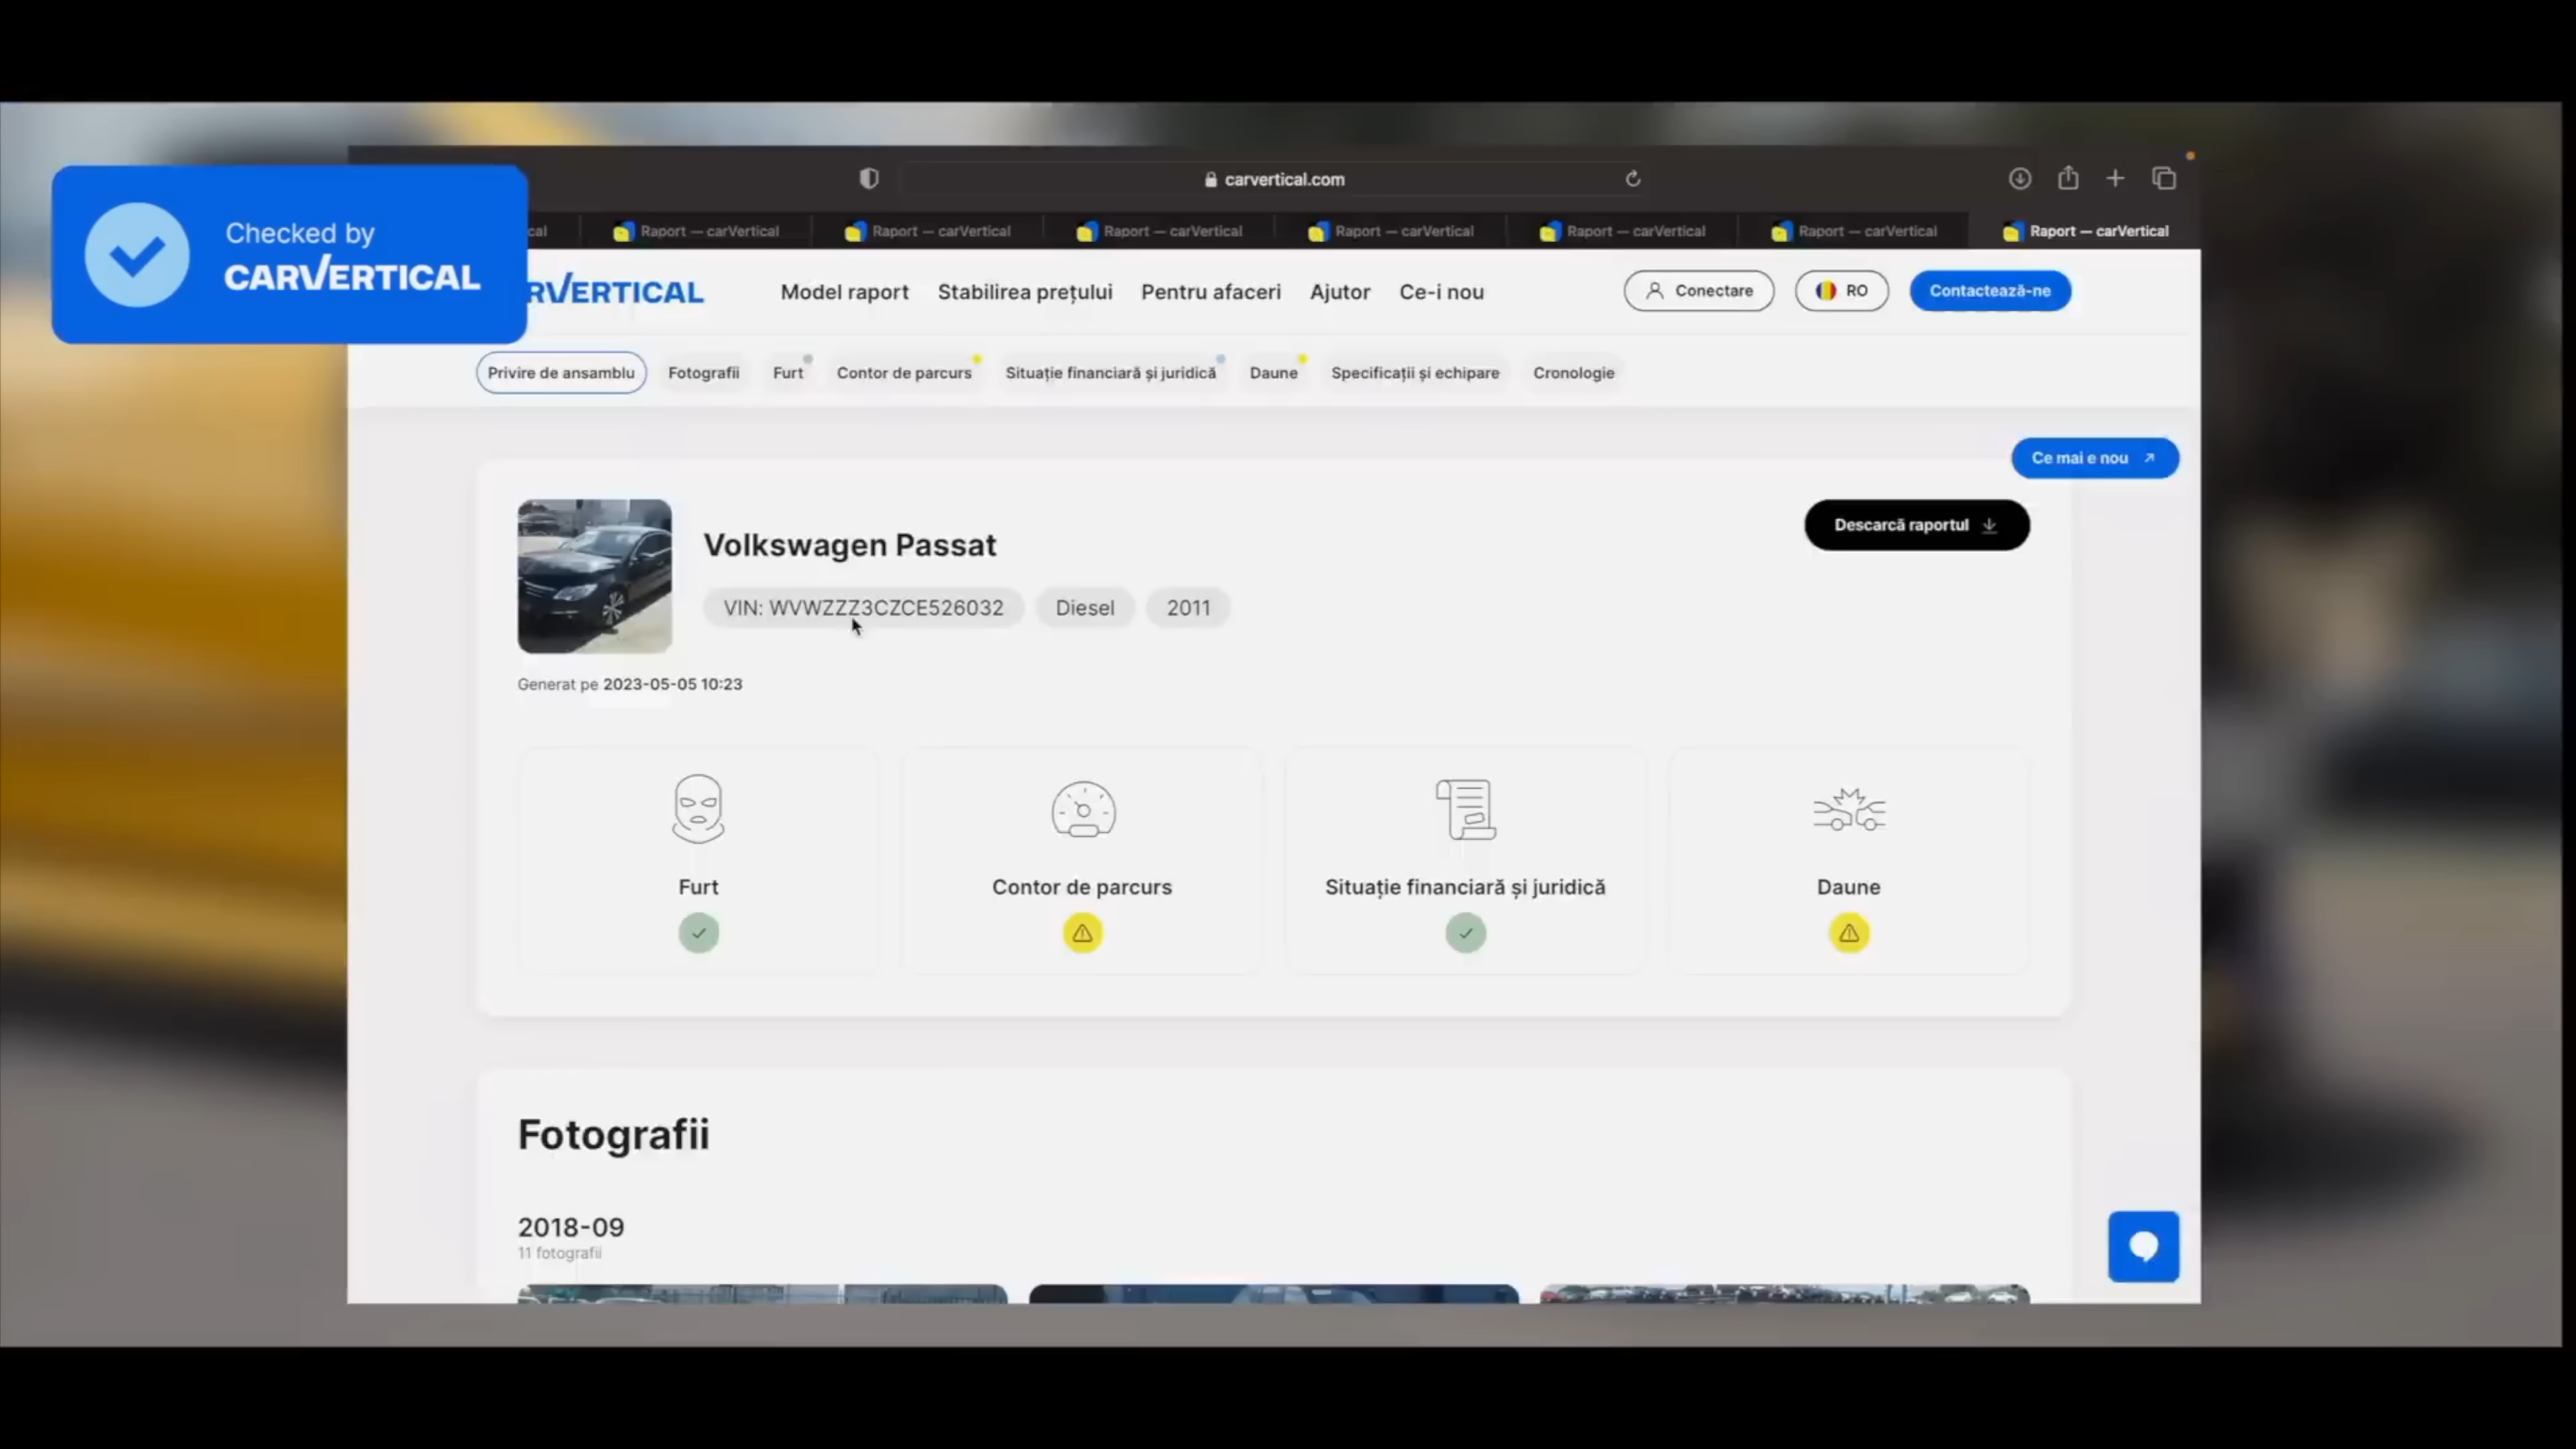 carvertical.com
Checked by
CARVERTICAL
cal
Raport — carVertical
Raport — carVertical
Raport — carVertical
Raport — carVertical
Raport — carVertical
Raport — carVertical
Raport — carVertical
RVERTICAL
Model raport
Stabilirea prețului
Pentru afaceri
Ajutor
Ce-i nou
Conectare
RO
Contactează-ne
Privire de ansamblu
Fotografii
Furt
Contor de parcurs
Situație financiară și juridică
Daune
Specificații și echipare
Cronologie
Ce mai e nou
Descarcă raportul
Volkswagen Passat
VIN: WVWZZZ3CZCE526032
Diesel
2011
Generat pe 2023-05-05 10:23
Furt
Contor de parcurs
Situație financiară și juridică
Daune
Fotografii
2018-09
11 fotografii